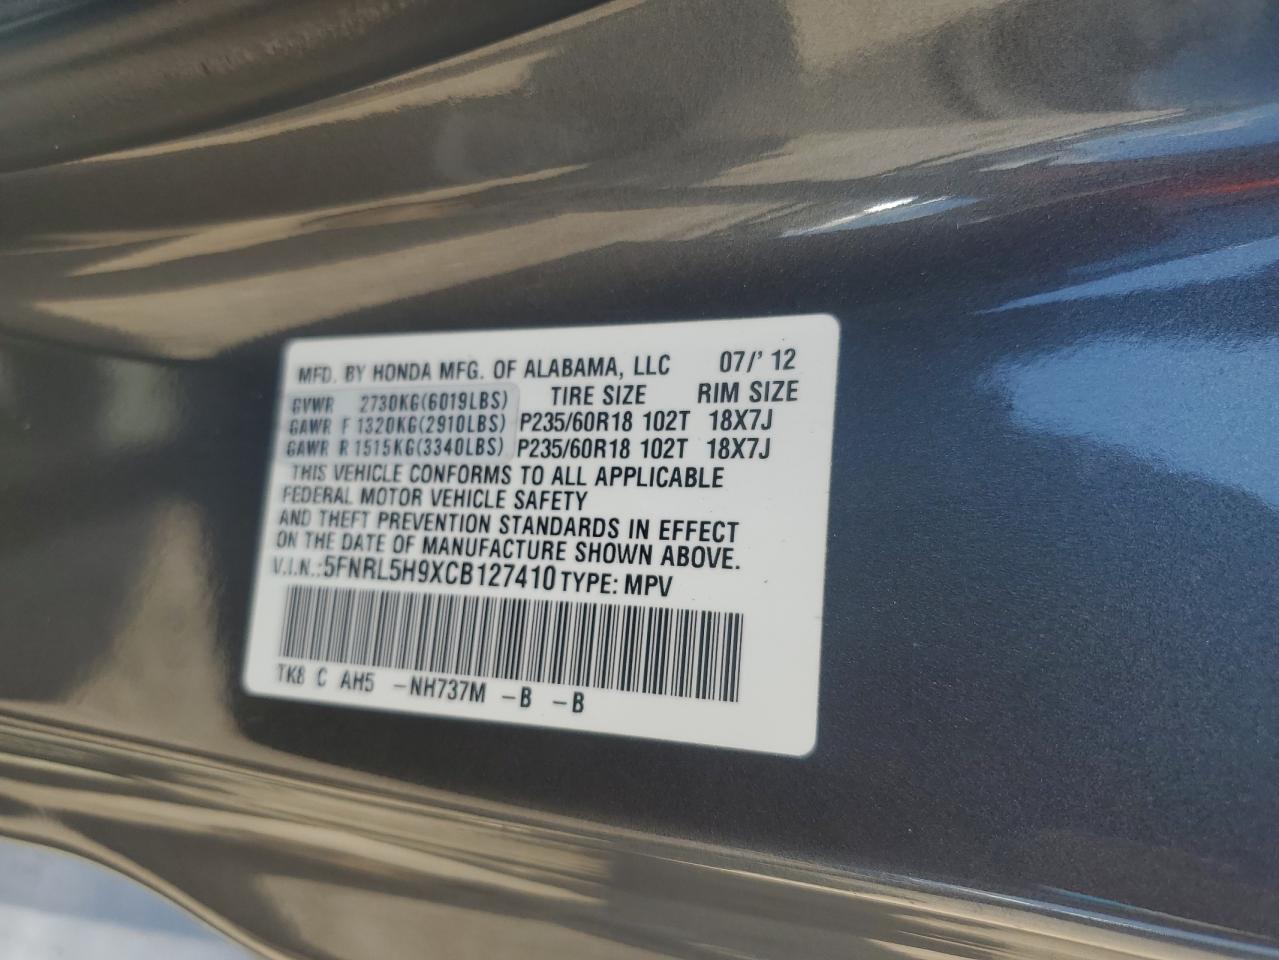 MFD. BY HONDA MFG. OF ALABAMA, LLC 07/' 12
GVWR 2730KG(6019LBS) TIRE SIZE RIM SIZE
GAWR F 1320KG(2910LBS) P235/60R18 102T 18X7J
GAWR R 1515KG(3340LBS) P235/60R18 102T 18X7J
THIS VEHICLE CONFORMS TO ALL APPLICABLE
FEDERAL MOTOR VEHICLE SAFETY
AND THEFT PREVENTION STANDARDS IN EFFECT
ON THE DATE OF MANUFACTURE SHOWN ABOVE.
V.I.N.:5FNRL5H9XCB127410 TYPE: MPV
TK8 C AH5 -NH737M -B -B